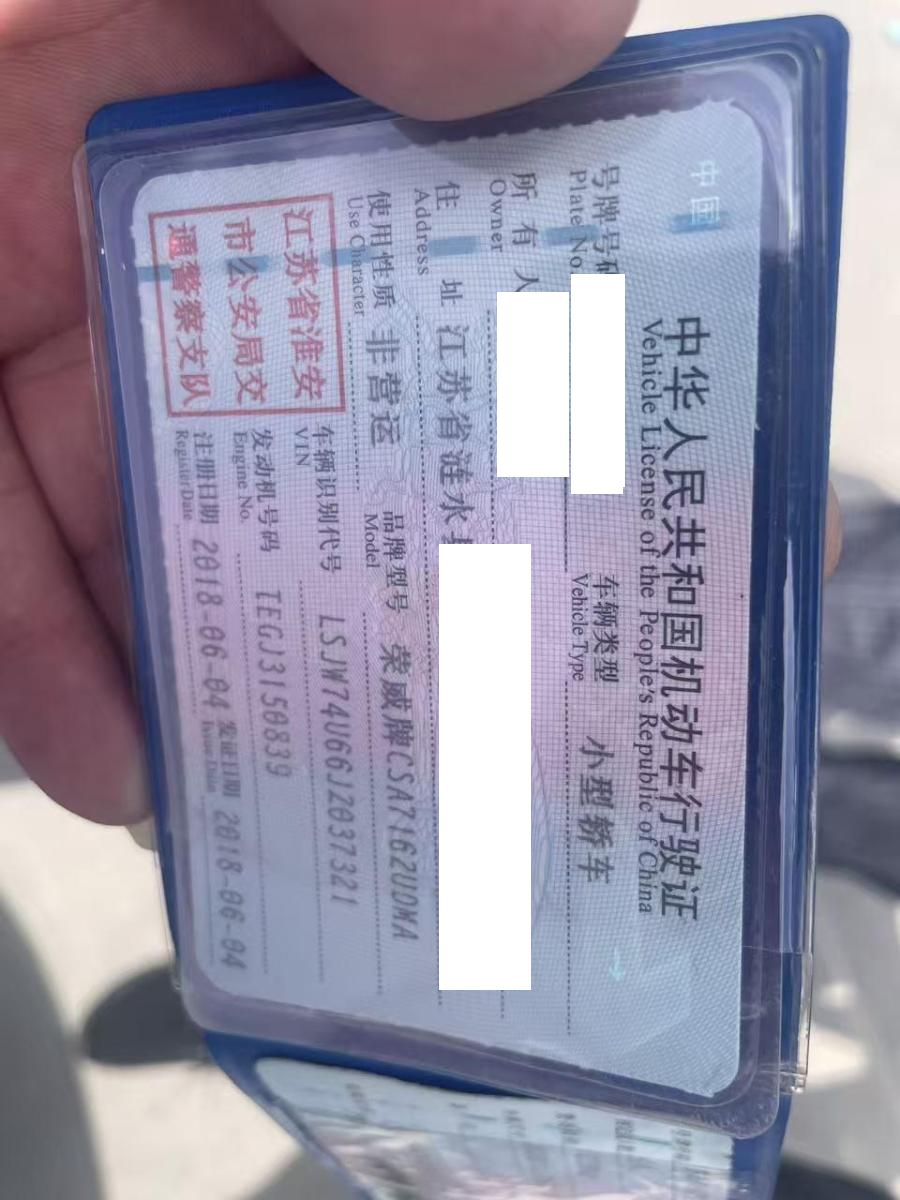 中国
中华人民共和国机动车行驶证
Vehicle License of the People's Republic of China
号牌号码
Plate No.
车辆类型 小型轿车
Vehicle Type
所有人
Owner
住址 江苏省涟水
Address
使用性质 非营运
Use Character
品牌型号 荣威牌CSA7162UDMA
Model
江苏省淮安
市公安局交
通警察支队
车辆识别代号 LSJW74U66J2037321
VIN
发动机号码 TEGJ3150839
Engine No.
注册日期 2018-06-04 发证日期 2018-06-04
Register Date Issue Date